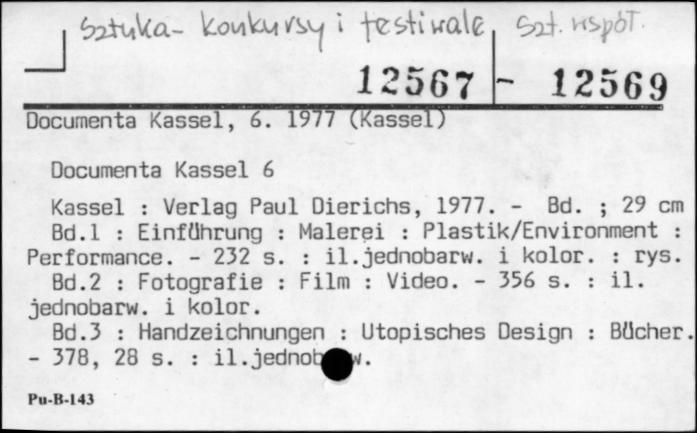 Sztuka - konkursy i festiwale Szt. współ.
12567 - 12569
Documenta Kassel, 6. 1977 (Kassel)
Documenta Kassel 6
Kassel : Verlag Paul Dierichs, 1977. - Bd. ; 29 cm
Bd.1 : Einführung : Malerei : Plastik/Environment :
Performance. - 232 s. : il.jednobarw. i kolor. : rys.
Bd.2 : Fotografie : Film : Video. - 356 s. : il.
jednobarw. i kolor.
Bd.3 : Handzeichnungen : Utopisches Design : Bücher.
- 378, 28 s. : il.jednob w.
Pu-B-143